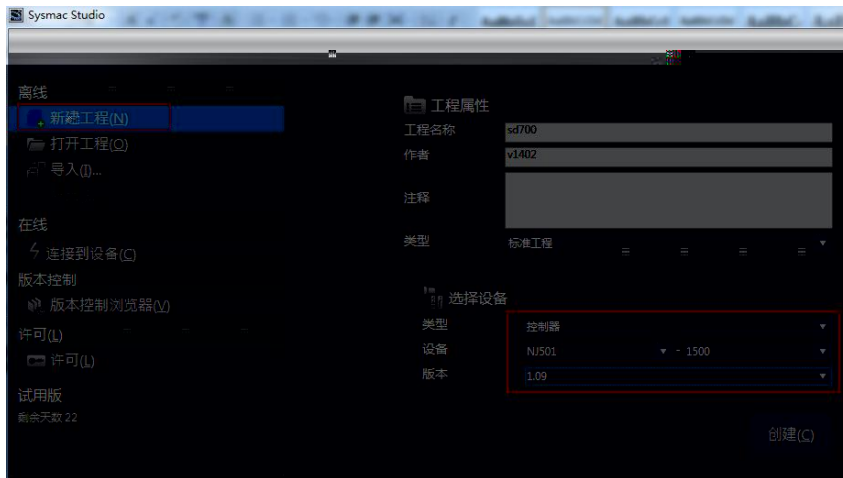 Sysmac Studio
离线
新建工程(N)
打开工程(O)
导入(I)...
在线
连接到设备(C)
版本控制
版本控制浏览器(V)
许可(L)
许可(L)
试用版
剩余天数 22
工程属性
工程名称 sd700
作者 v1402
注释
类型 标准工程
选择设备
类型 控制器
设备 NJ501 - 1500
版本 1.09
创建(C)